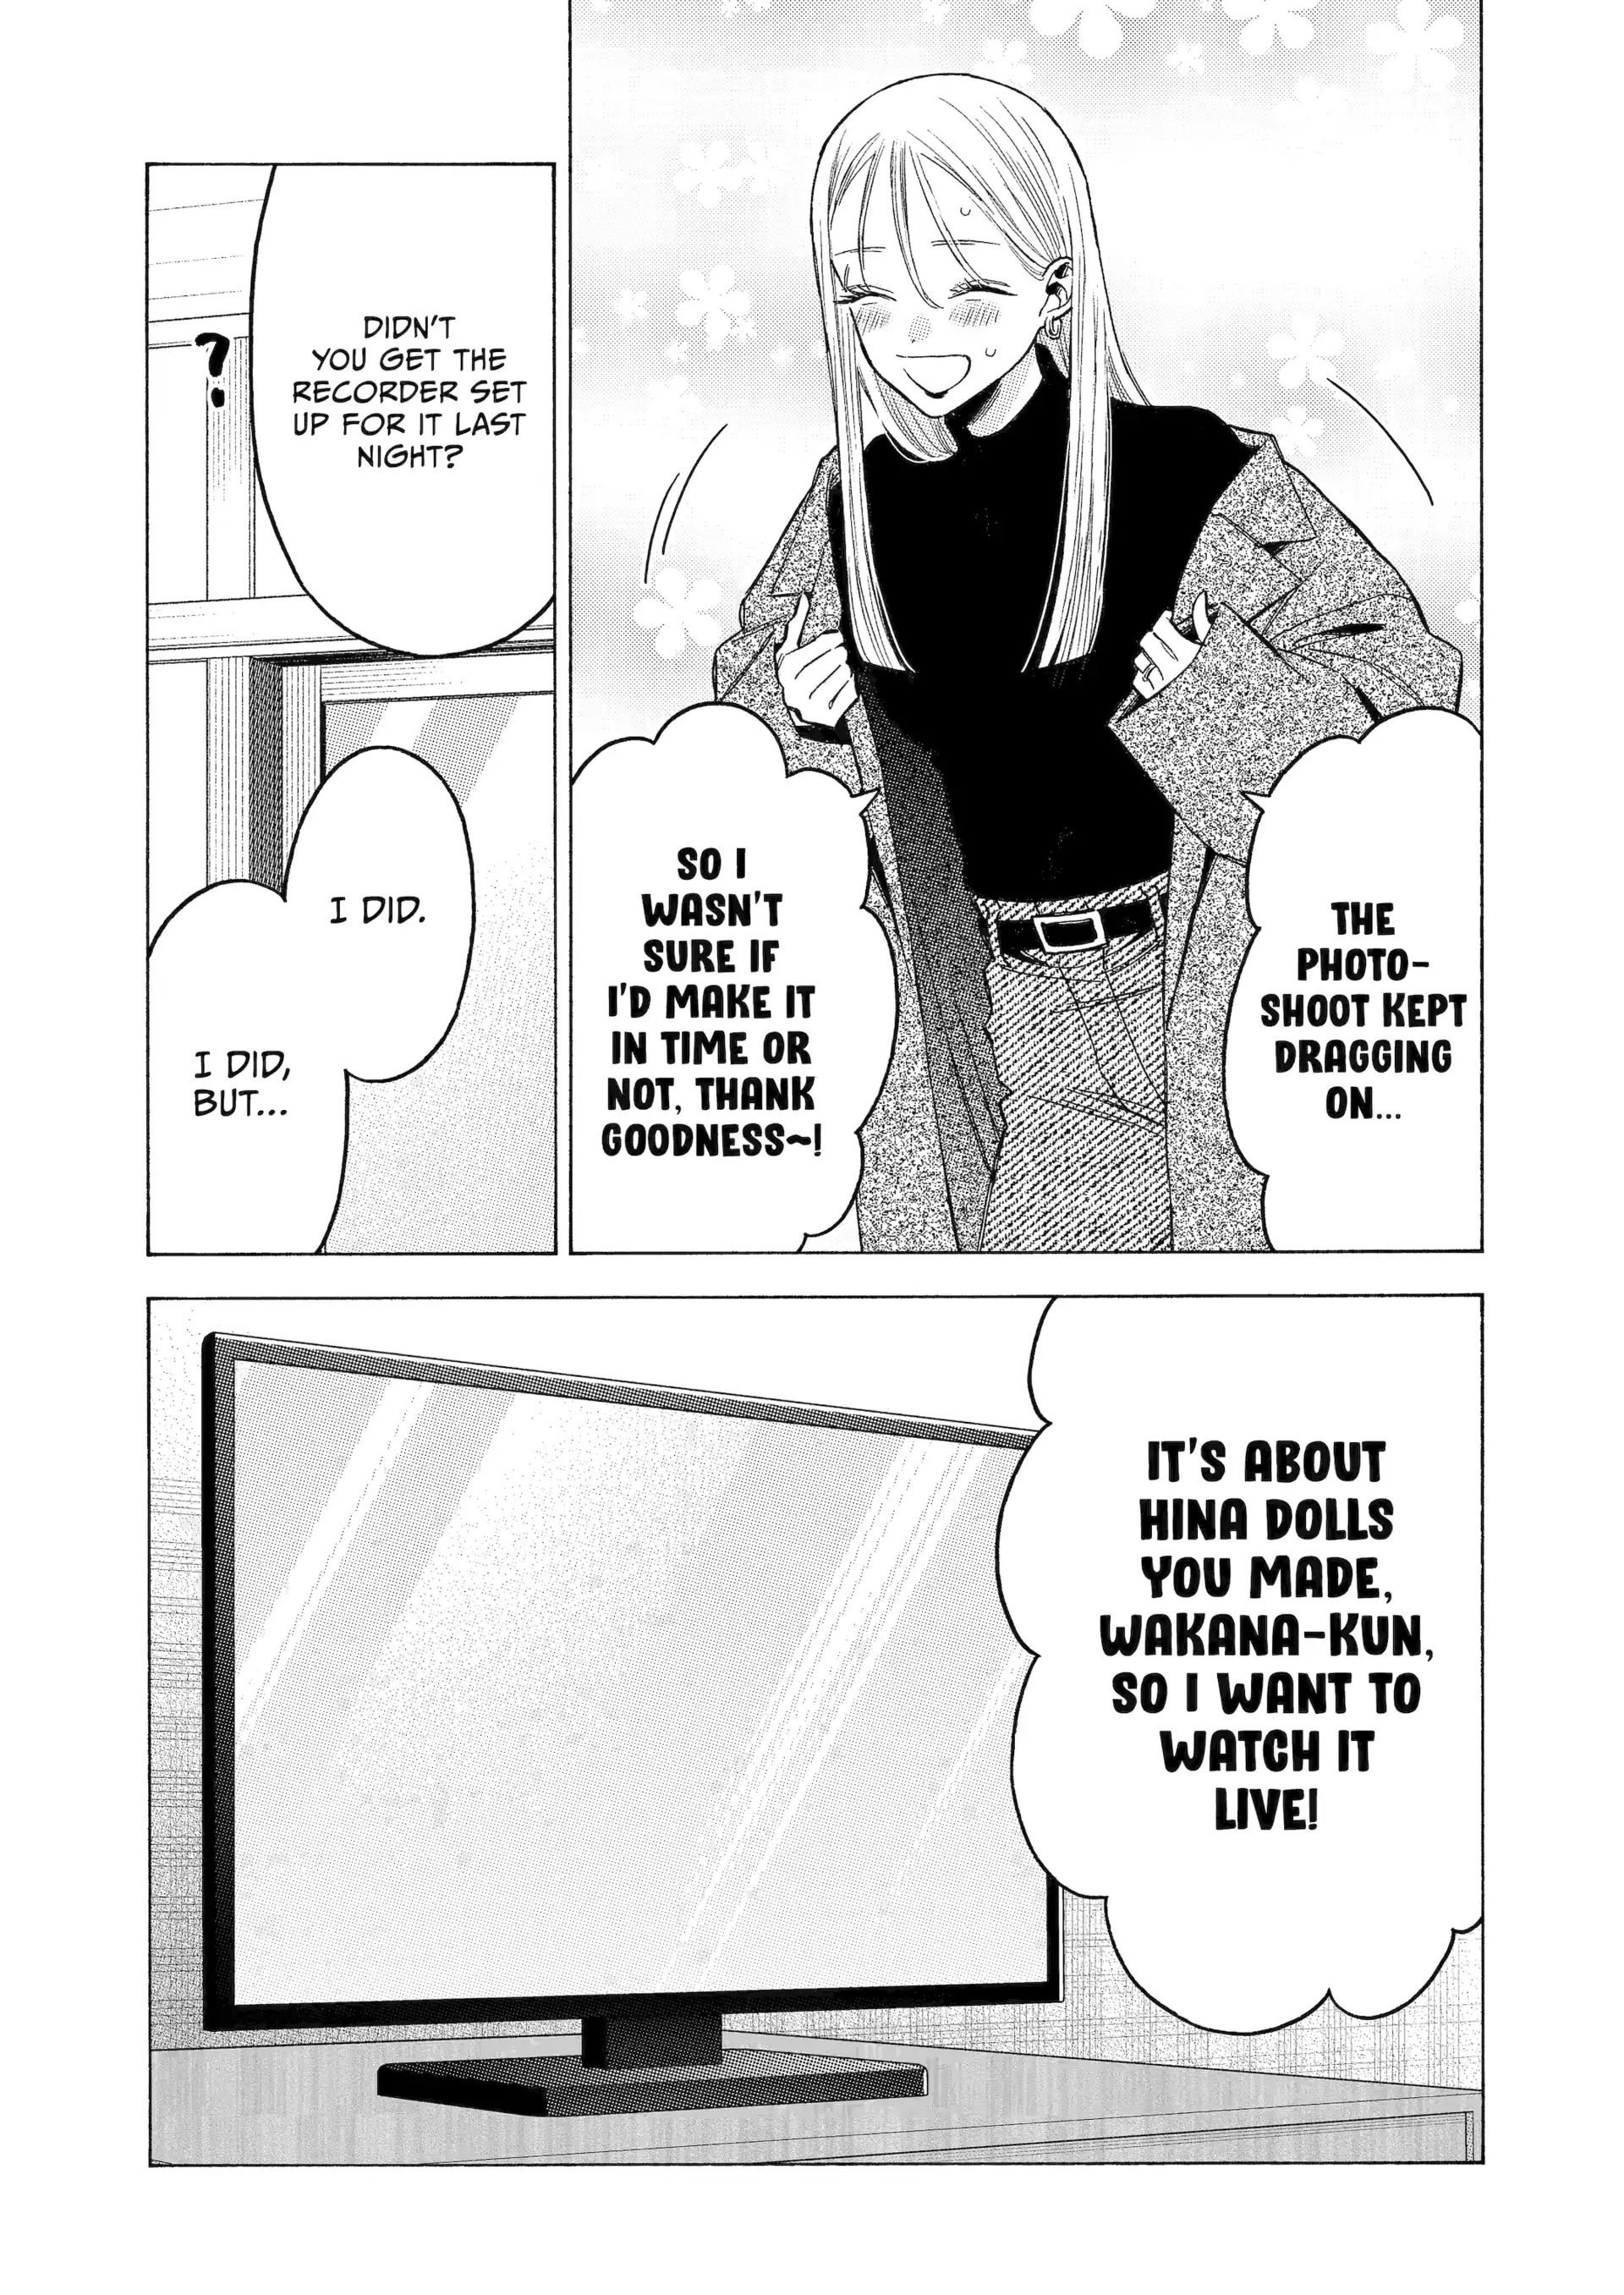 THE
PHOTO-
SHOOT KEPT
DRAGGING
ON...
SO I
WASN'T
SURE IF
I'D MAKE IT
IN TIME OR
NOT, THANK
GOODNESS~!
DIDN'T
YOU GET THE
RECORDER SET
UP FOR IT LAST
NIGHT?
?
I DID.
I DID,
BUT...
IT'S ABOUT
HINA DOLLS
YOU MADE,
WAKANA-KUN,
SO I WANT TO
WATCH IT
LIVE!